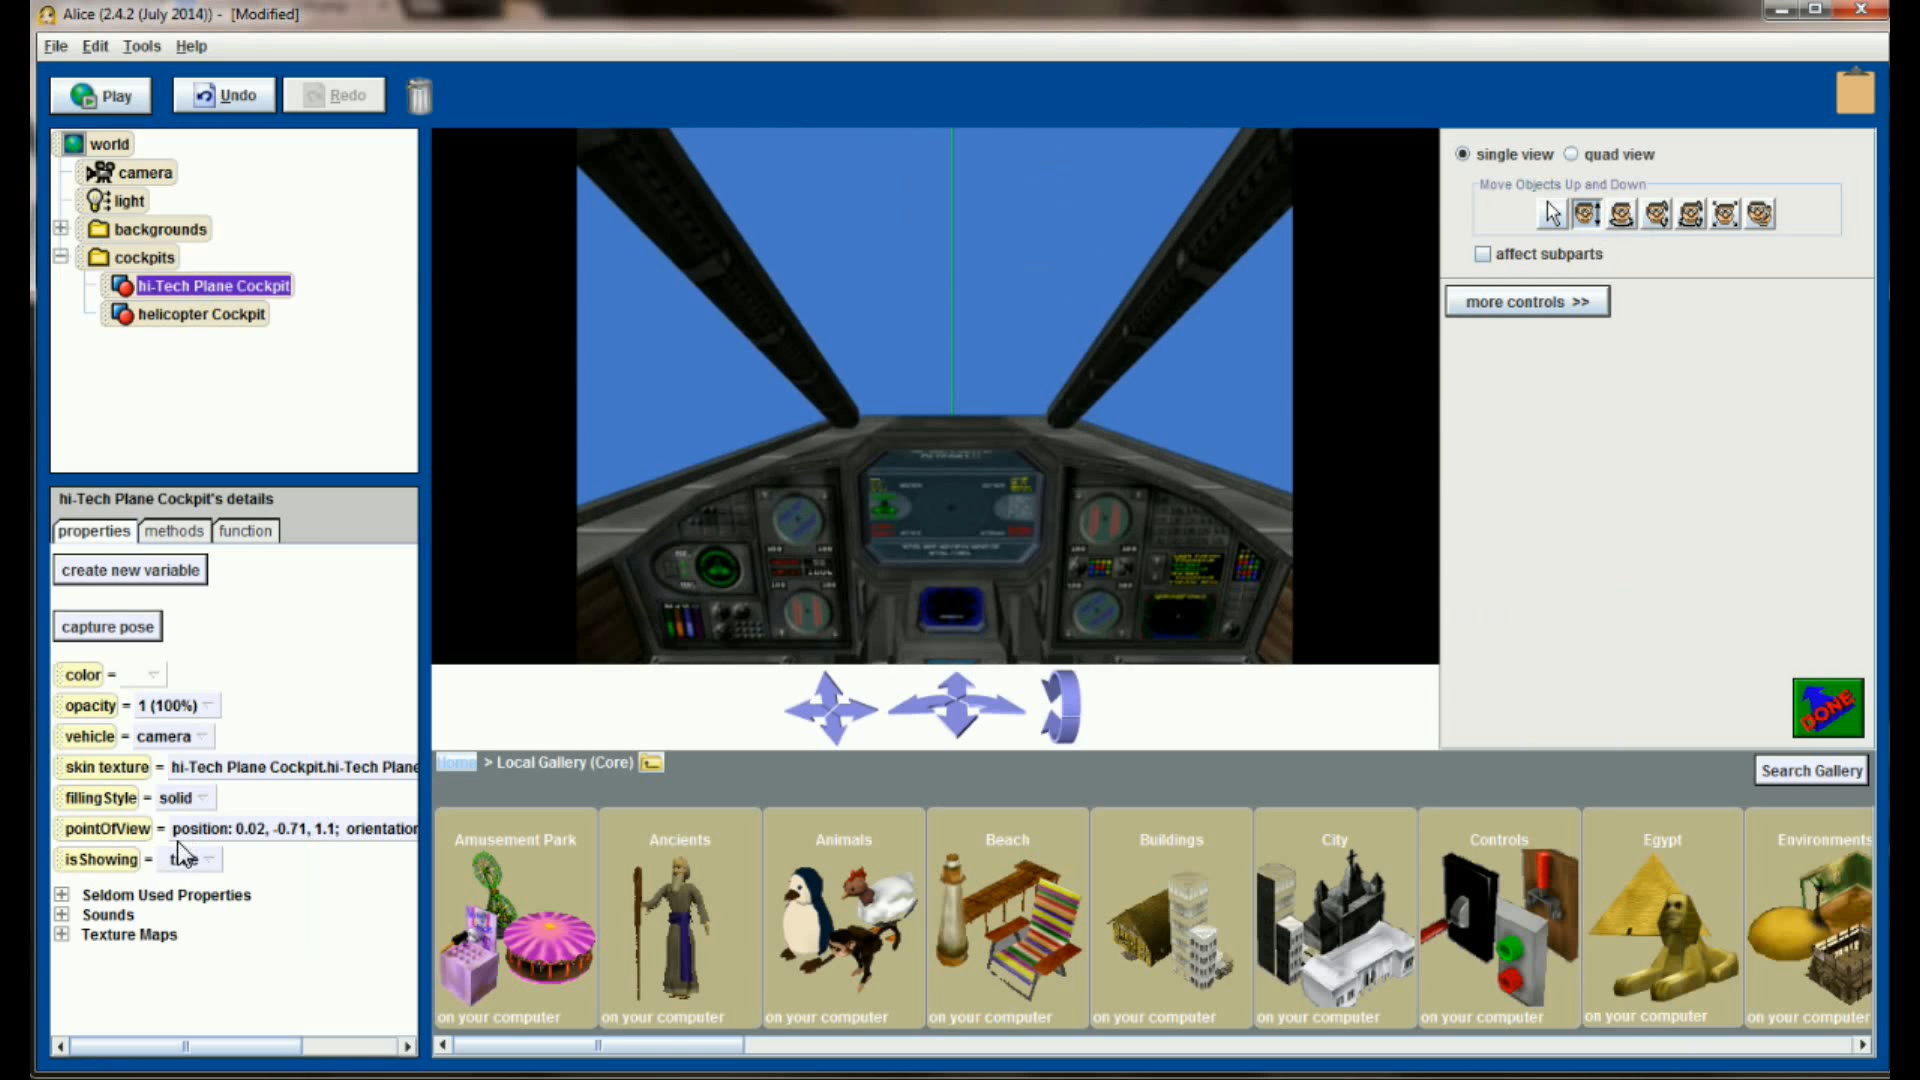 Alice (2.4.2 (July 2014)) - [Modified]
File Edit Tools Help
Play Undo Redo
world
camera
light
backgrounds
cockpits
hi-Tech Plane Cockpit
helicopter Cockpit
single view quad view
Move Objects Up and Down
affect subparts
more controls >>
hi-Tech Plane Cockpit's details
properties methods function
create new variable
capture pose
color =
opacity = 1 (100%)
vehicle = camera
skin texture = hi-Tech Plane Cockpit.hi-Tech Plane
fillingStyle = solid
pointOfView = position: 0.02, -0.71, 1.1; orientation
isShowing =
Seldom Used Properties
Sounds
Texture Maps
DONE
Home > Local Gallery (Core)
Search Gallery
Amusement Park Ancients Animals Beach Buildings City Controls Egypt Environments
on your computer on your computer on your computer on your computer on your computer on your computer on your computer on your computer on your computer